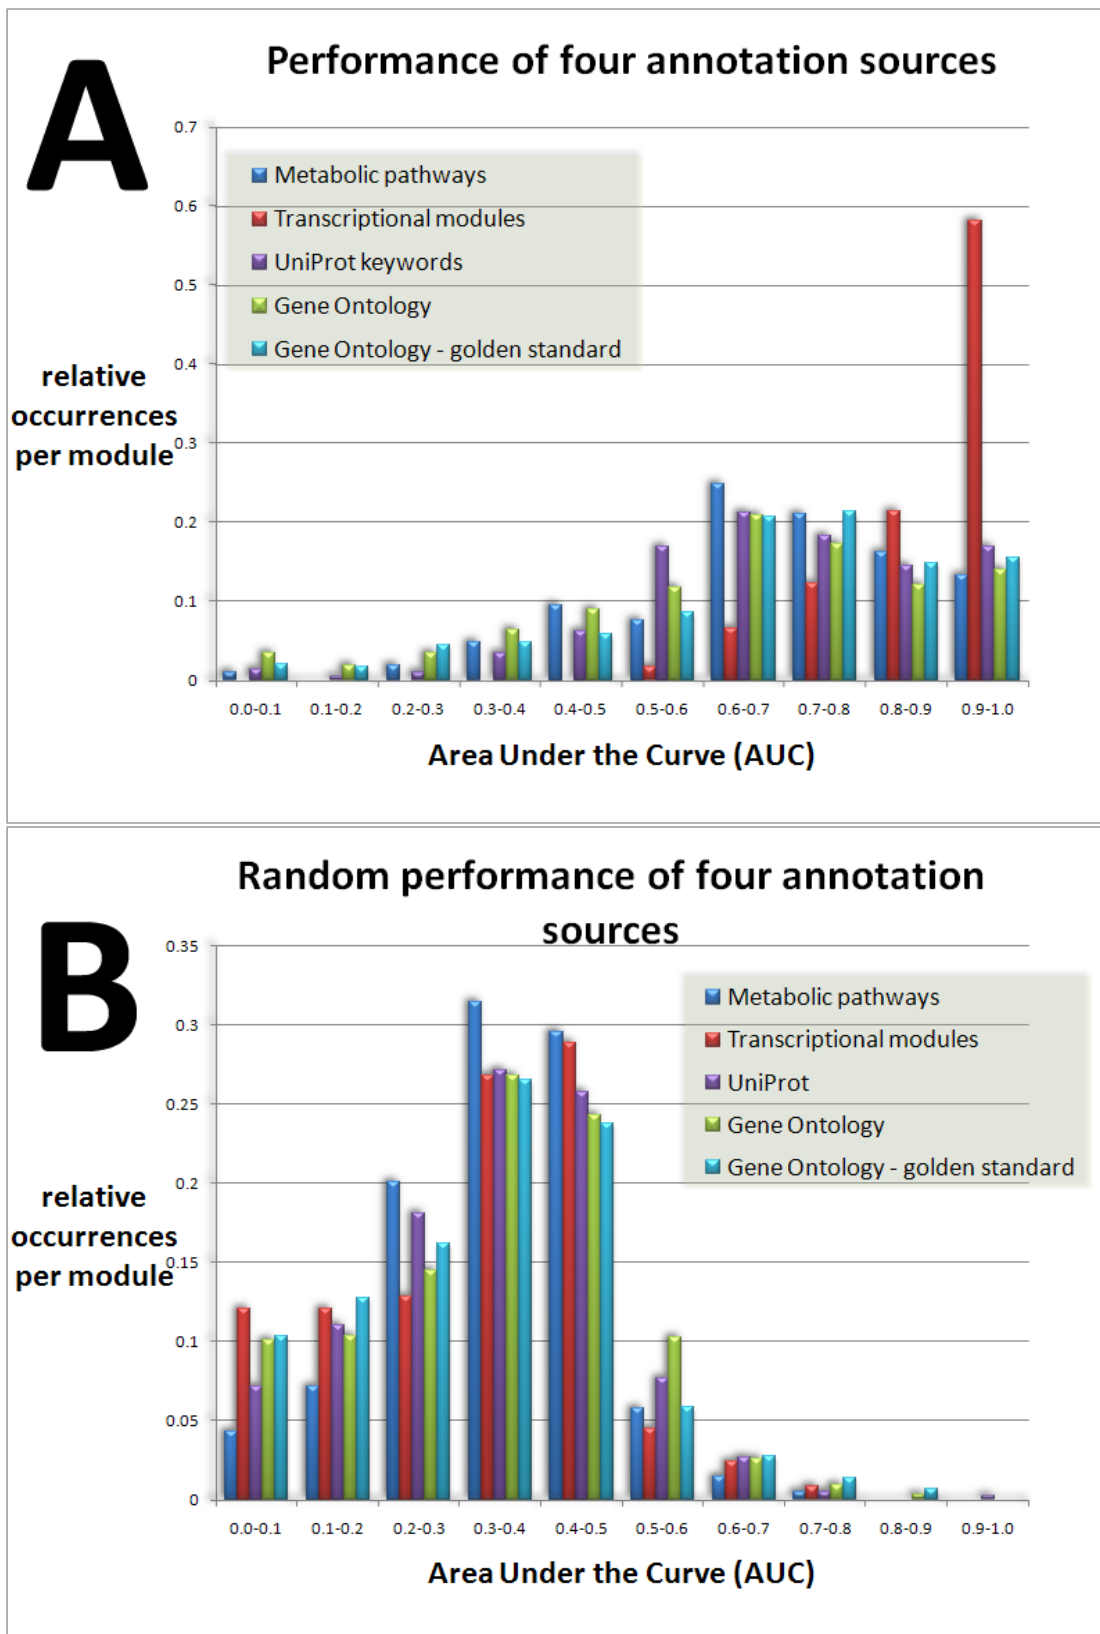 A
Performance of four annotation sources
0.7
0.6
0.5
0.4
0.3
0.2
0.1
0
Metabolic pathways
Transcriptional modules
UniProt keywords
Gene Ontology
Gene Ontology - golden standard
relative
occurrences
per module
0.0-0.1 0.1-0.2 0.2-0.3 0.3-0.4 0.4-0.5 0.5-0.6 0.6-0.7 0.7-0.8 0.8-0.9 0.9-1.0
Area Under the Curve (AUC)
B
Random performance of four annotation
sources
0.35
0.3
0.25
0.2
0.15
0.1
0.05
0
Metabolic pathways
Transcriptional modules
UniProt
Gene Ontology
Gene Ontology - golden standard
relative
occurrences
per module
0.0-0.1 0.1-0.2 0.2-0.3 0.3-0.4 0.4-0.5 0.5-0.6 0.6-0.7 0.7-0.8 0.8-0.9 0.9-1.0
Area Under the Curve (AUC)